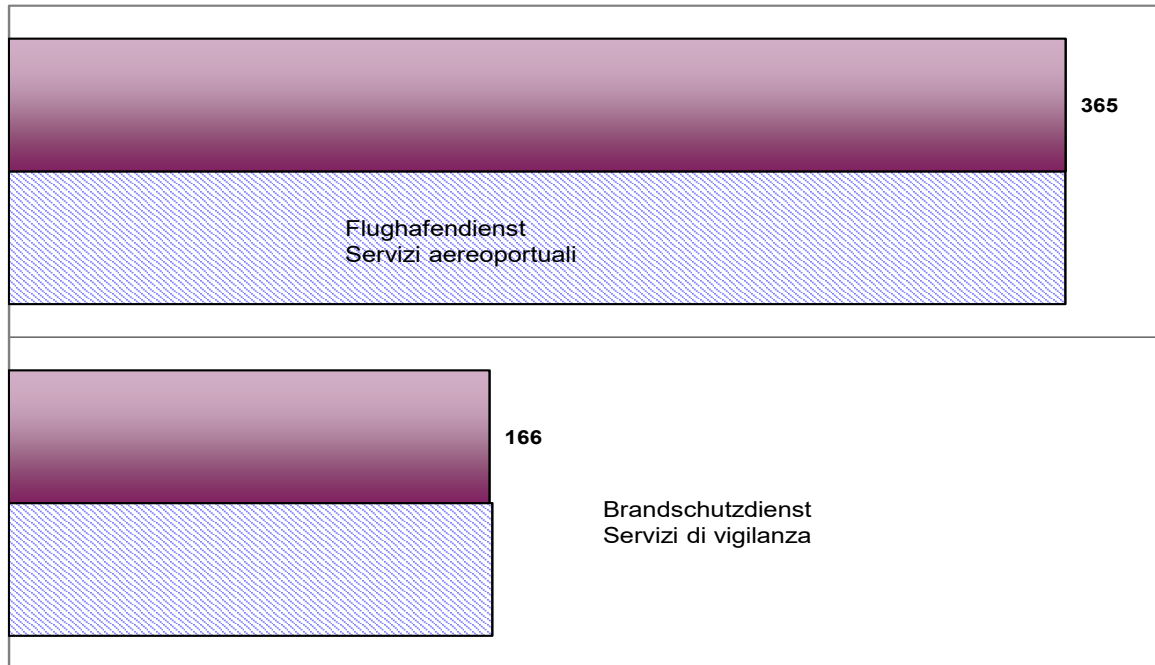 365
Flughafendienst
Servizi aereoportuali
166
Brandschutzdienst
Servizi di vigilanza